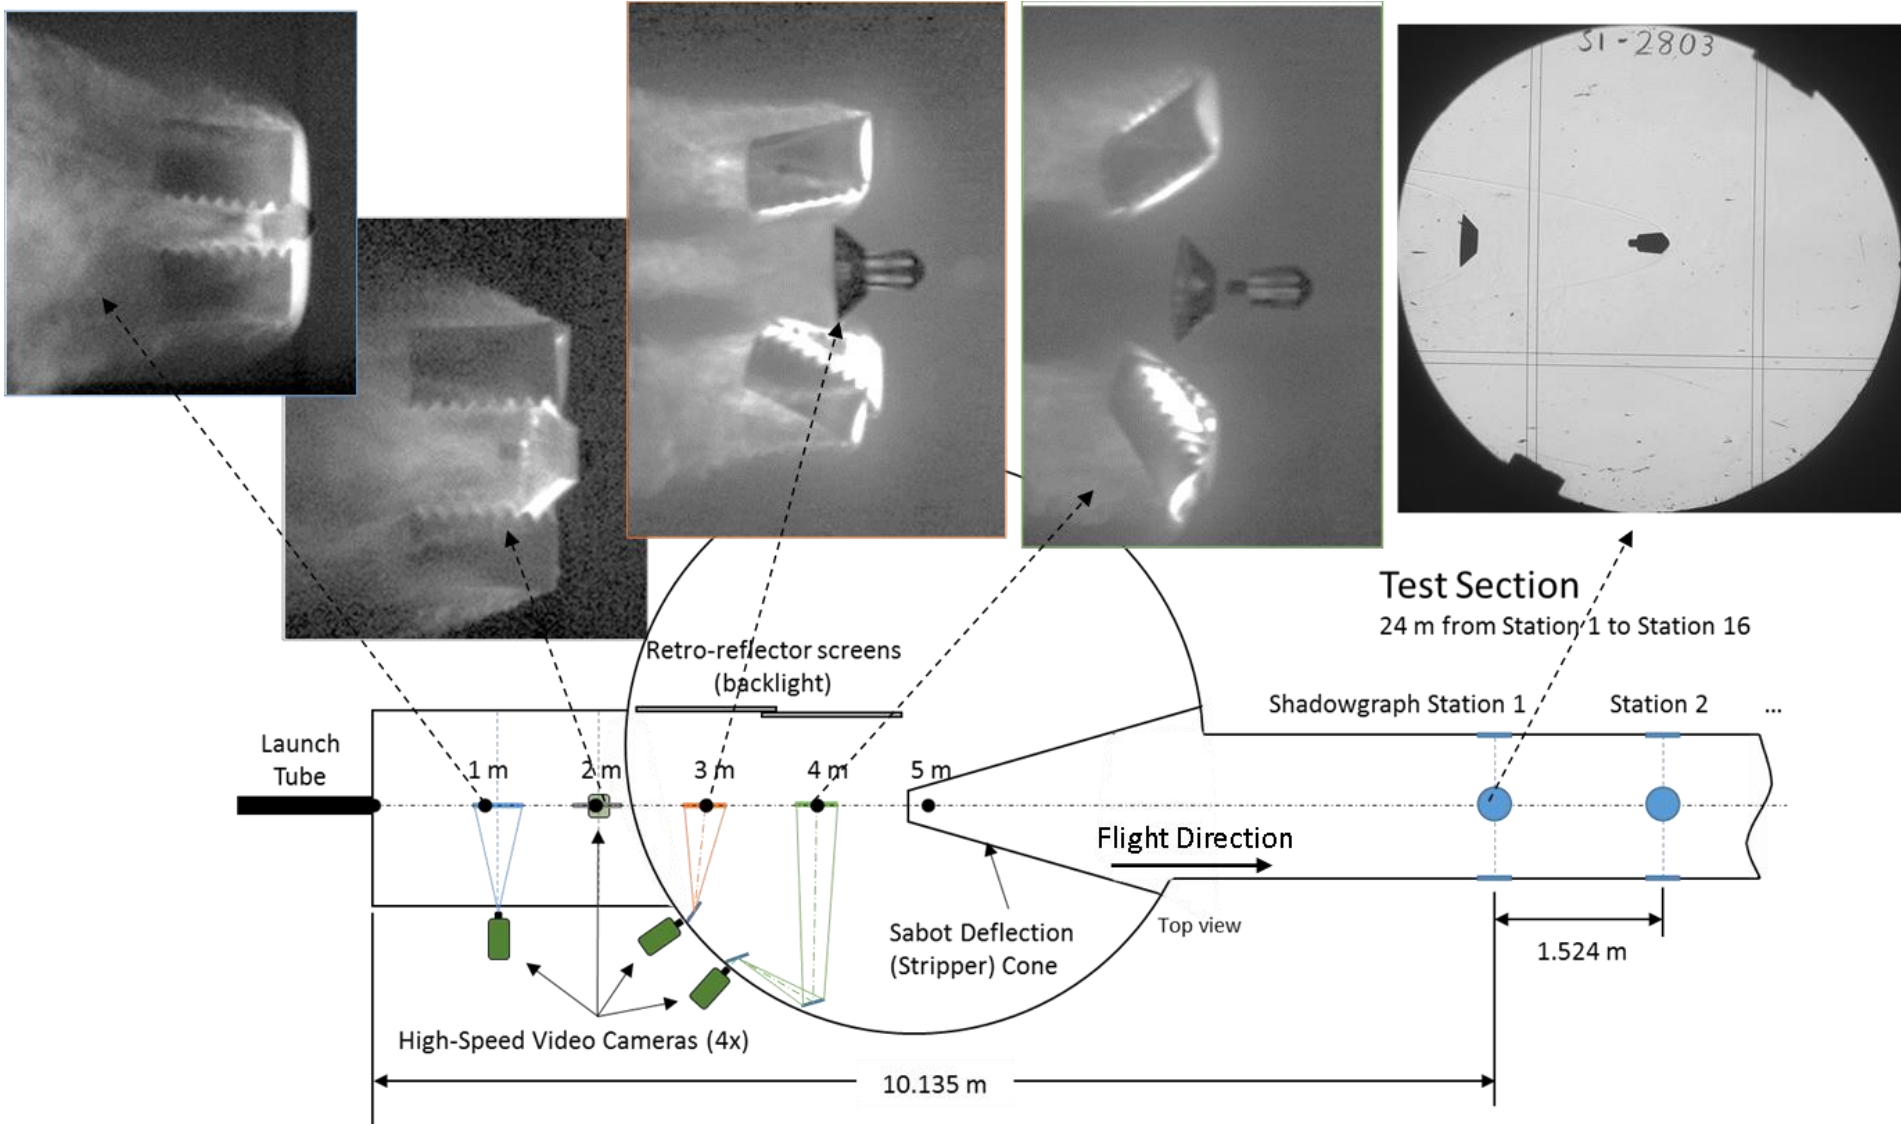 SI-2803
Test Section
24 m from Station 1 to Station 16
Retro-reflector screens
(backlight)
Shadowgraph Station 1
Station 2
...
Launch
Tube
1 m
2 m
3 m
4 m
5 m
Flight Direction
Top view
Sabot Deflection
(Stripper) Cone
1.524 m
High-Speed Video Cameras (4x)
10.135 m